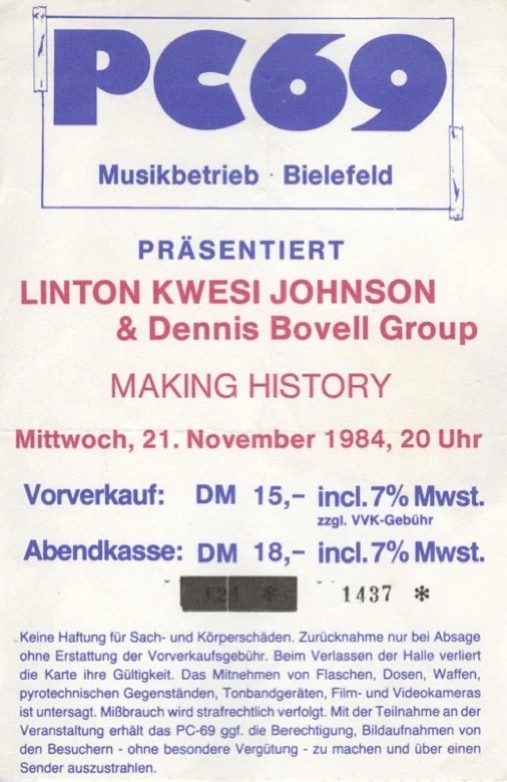 PC69
Musikbetrieb · Bielefeld
PRÄSENTIERT
LINTON KWESI JOHNSON
& Dennis Bovell Group
MAKING HISTORY
Mittwoch, 21. November 1984, 20 Uhr
Vorverkauf: DM 15,– incl. 7% Mwst.
zzgl. VVK-Gebühr
Abendkasse: DM 18,– incl. 7% Mwst.
1437 *
Keine Haftung für Sach- und Körperschäden. Zurücknahme nur bei Absage
ohne Erstattung der Vorverkaufsgebühr. Beim Verlassen der Halle verliert
die Karte ihre Gültigkeit. Das Mitnehmen von Flaschen, Dosen, Waffen,
pyrotechnischen Gegenständen, Tonbandgeräten, Film- und Videokameras
ist untersagt. Mißbrauch wird strafrechtlich verfolgt. Mit der Teilnahme an der
Veranstaltung erhält das PC-69 ggf. die Berechtigung, Bildaufnahmen von
den Besuchern - ohne besondere Vergütung - zu machen und über einen
Sender auszustrahlen.